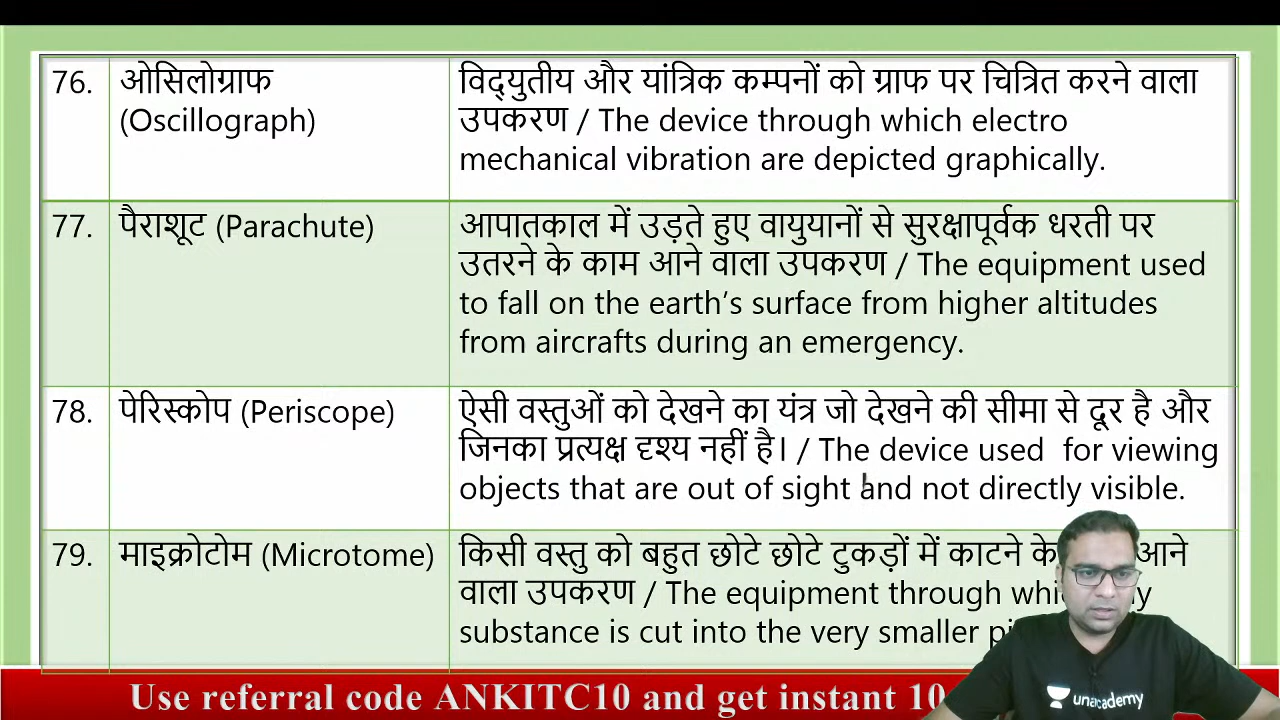 76.
ओसिलोग्राफ
(Oscillograph)
विद्युतीय और यांत्रिक कम्पनों को ग्राफ पर चित्रित करने वाला
उपकरण / The device through which electro
mechanical vibration are depicted graphically.
77.
पैराशूट (Parachute)
आपातकाल में उड़ते हुए वायुयानों से सुरक्षापूर्वक धरती पर
उतरने के काम आने वाला उपकरण / The equipment used
to fall on the earth’s surface from higher altitudes
from aircrafts during an emergency.
78.
पेरिस्कोप (Periscope)
ऐसी वस्तुओं को देखने का यंत्र जो देखने की सीमा से दूर है और
जिनका प्रत्यक्ष दृश्य नहीं है। / The device used for viewing
objects that are out of sight and not directly visible.
79.
माइक्रोटोम (Microtome)
किसी वस्तु को बहुत छोटे छोटे टुकड़ों में काटने के आने
वाला उपकरण / The equipment through
substance is cut into the very smaller
Use referral code ANKITC10 and get instant 10
unacademy